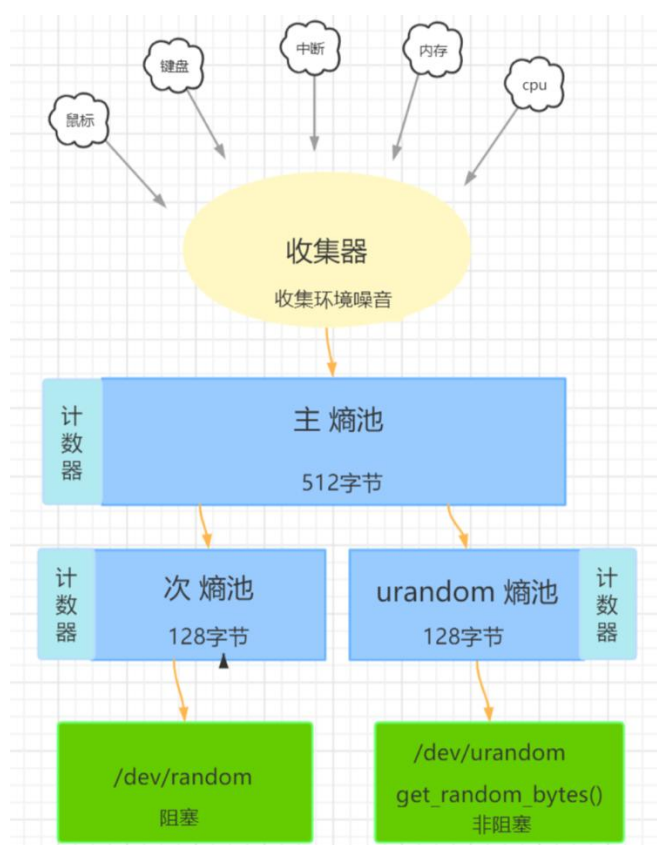 鼠标
键盘
中断
内存
cpu
收集器
收集环境噪音
计数器
主 熵池
512字节
计数器
次 熵池
128字节
urandom 熵池
128字节
计数器
/dev/random
阻塞
/dev/urandom
get_random_bytes()
非阻塞